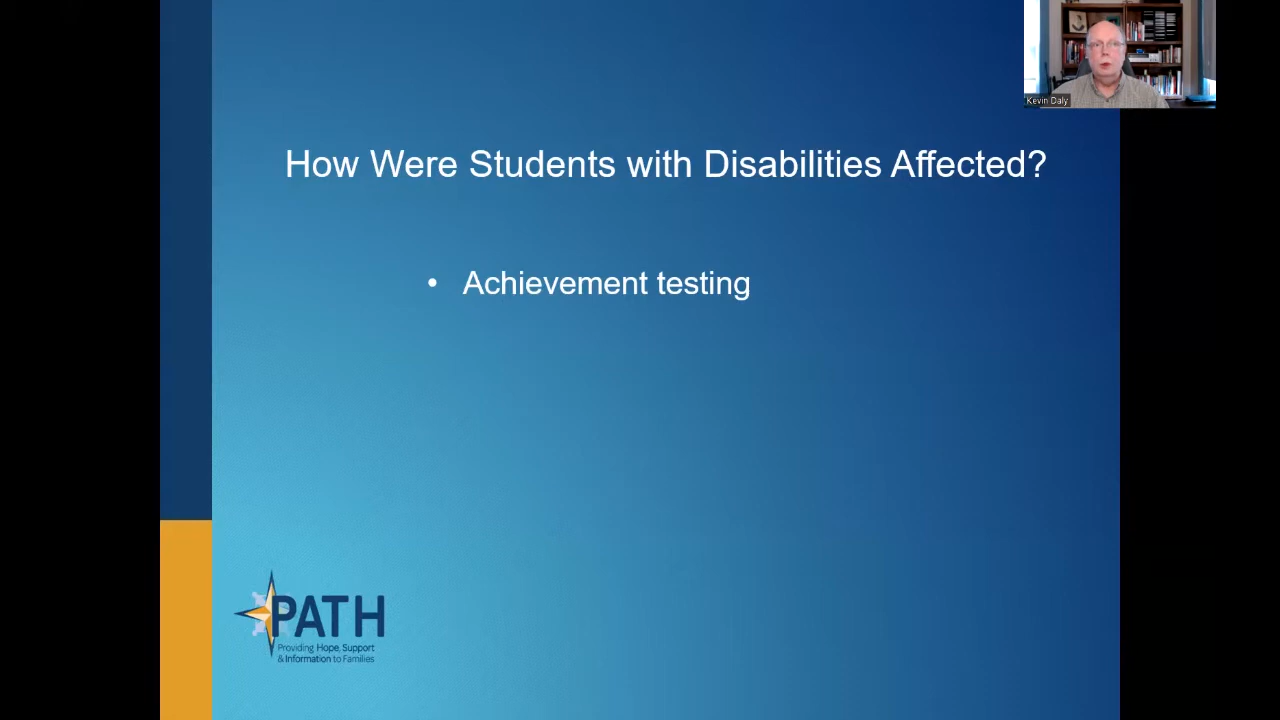 Kevin Daly
How Were Students with Disabilities Affected?
• Achievement testing
PATH
Providing Hope, Support
& Information to Families